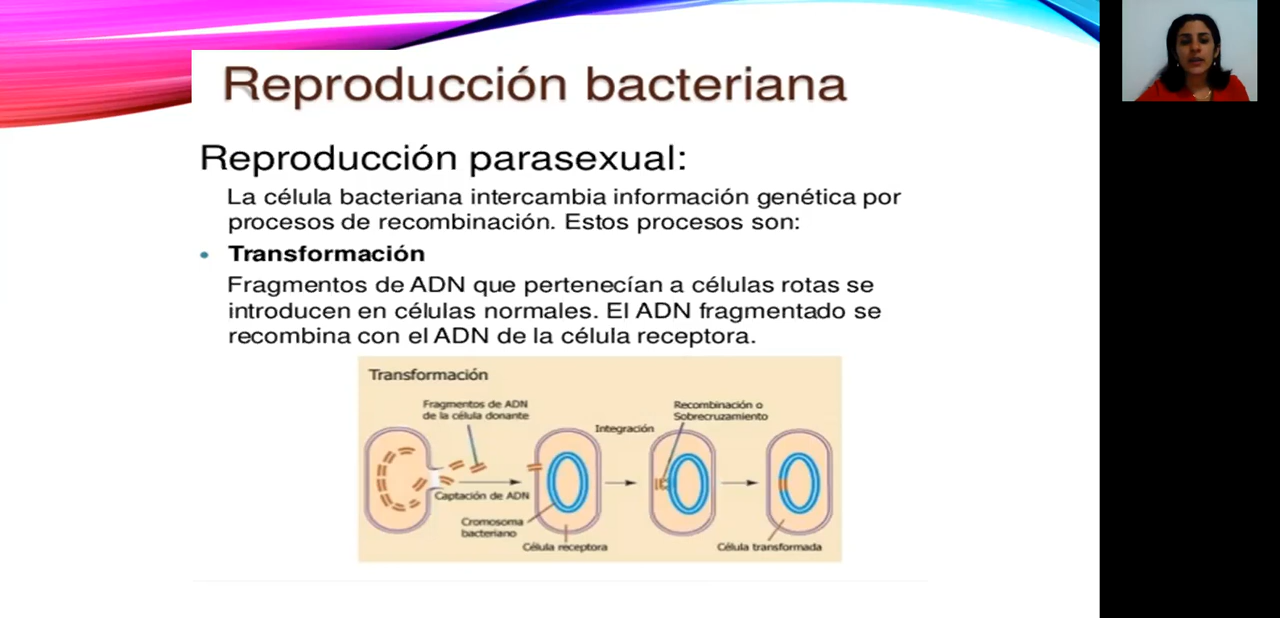 Reproducción bacteriana
Reproducción parasexual:
La célula bacteriana intercambia información genética por
procesos de recombinación. Estos procesos son:
• Transformación
Fragmentos de ADN que pertenecían a células rotas se
introducen en células normales. El ADN fragmentado se
recombina con el ADN de la célula receptora.
Transformación
Fragmentos de ADN
de la célula donante
Recombinación o
Sobrecruzamiento
Integración
Captación de ADN
Cromosoma
bacteriano
Célula receptora
Célula transformada